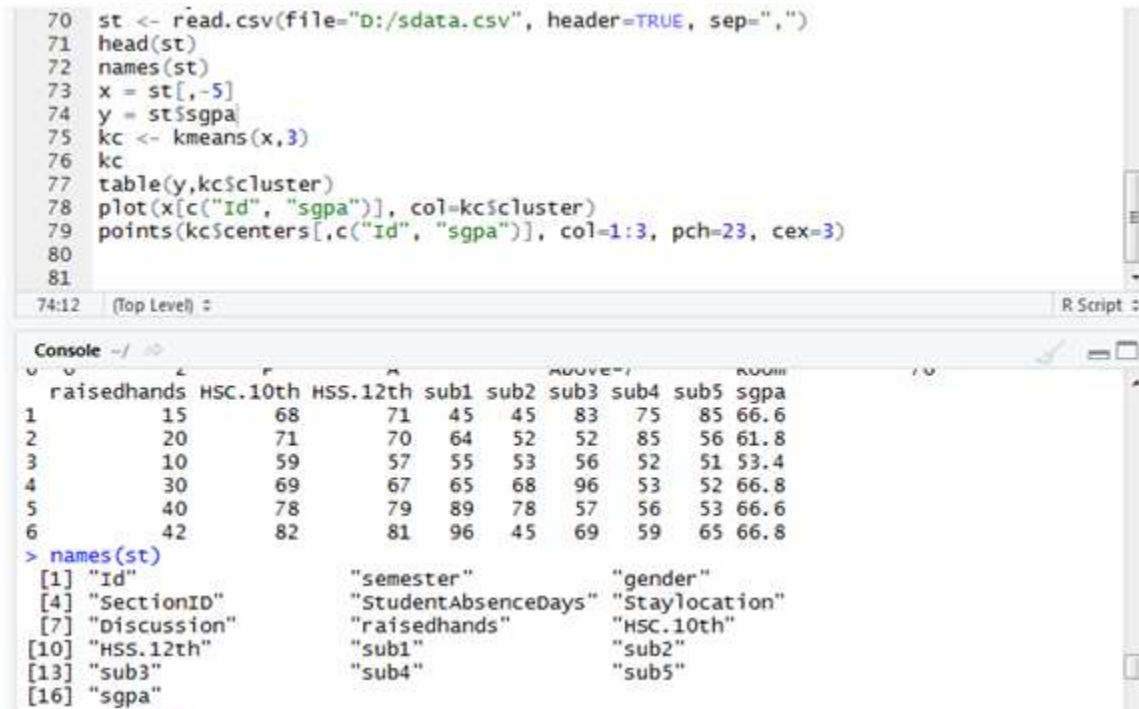 70 st <- read.csv(file="D:/sdata.csv", header=TRUE, sep=",")
71 head(st)
72 names(st)
73 x = st[,-5]
74 y = st$sgpa
75 kc <- kmeans(x,3)
76 kc
77 table(y,kc$cluster)
78 plot(x[c("Id", "sgpa")], col=kc$cluster)
79 points(kc$centers[,c("Id", "sgpa")], col=1:3, pch=23, cex=3)
80
81
74:12 (Top Level) R Script
Console ~/
raisedhands HSC.10th HSS.12th sub1 sub2 sub3 sub4 sub5 sgpa
1 15 68 71 45 45 83 75 85 66.6
2 20 71 70 64 52 52 85 56 61.8
3 10 59 57 55 53 56 52 51 53.4
4 30 69 67 65 68 96 53 52 66.8
5 40 78 79 89 78 57 56 53 66.6
6 42 82 81 96 45 69 59 65 66.8
> names(st)
[1] "Id" "semester" "gender"
[4] "SectionID" "StudentAbsenceDays" "Staylocation"
[7] "Discussion" "raisedhands" "HSC.10th"
[10] "HSS.12th" "sub1" "sub2"
[13] "sub3" "sub4" "sub5"
[16] "sgpa"